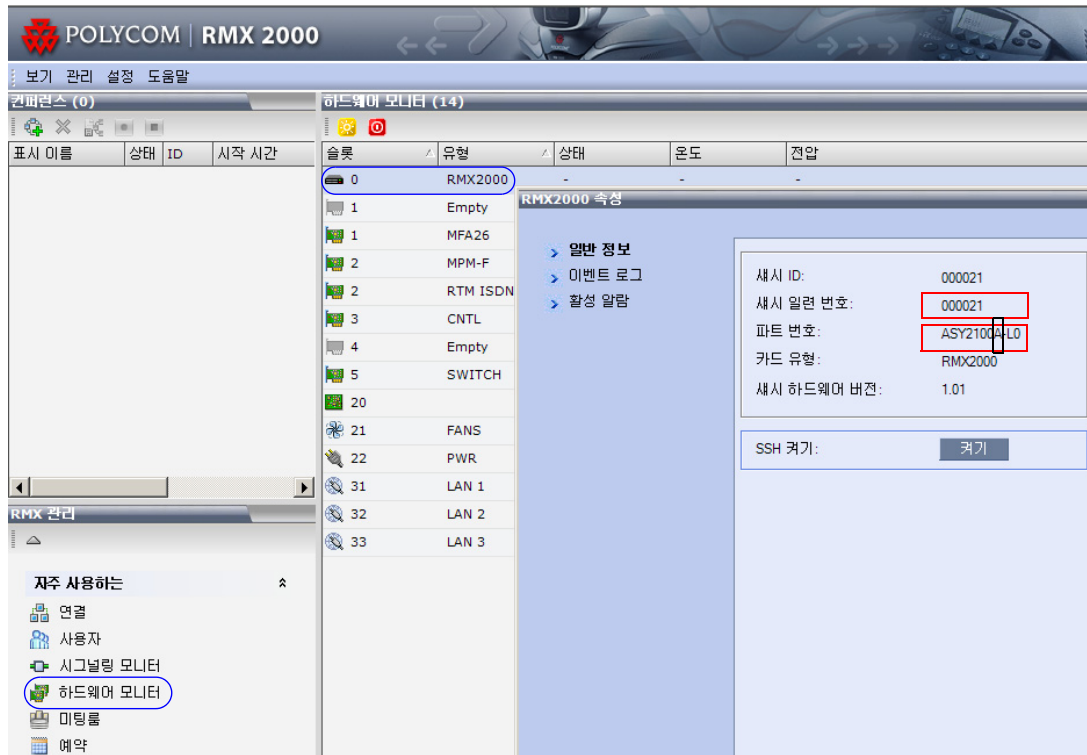 POLYCOM | RMX 2000
보기 관리 설정 도움말
컨퍼런스 (0)
표시 이름 상태 ID 시작 시간
하드웨어 모니터 (14)
슬롯 유형 상태 온도 전압
0 RMX2000 - - -
1 Empty
1 MFA26
2 MPM-F
2 RTM ISDN
3 CNTL
4 Empty
5 SWITCH
20
21 FANS
22 PWR
31 LAN 1
32 LAN 2
33 LAN 3
RMX2000 속성
일반 정보
이벤트 로그
활성 알람
섀시 ID: 000021
섀시 일련 번호: 000021
파트 번호: ASY2100A-L0
카드 유형: RMX2000
섀시 하드웨어 버전: 1.01
SSH 켜기: 켜기
RMX 관리
자주 사용하는
연결
사용자
시그널링 모니터
하드웨어 모니터
미팅룸
예약